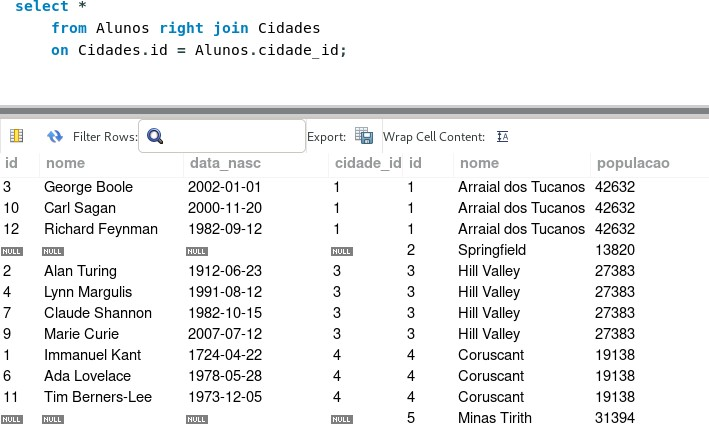 select *
from Alunos right join Cidades
on Cidades.id = Alunos.cidade_id;
Filter Rows: Export: Wrap Cell Content:
id nome data_nasc cidade_id id nome populacao
3 George Boole 2002-01-01 1 1 Arraial dos Tucanos 42632
10 Carl Sagan 2000-11-20 1 1 Arraial dos Tucanos 42632
12 Richard Feynman 1982-09-12 1 1 Arraial dos Tucanos 42632
NULL NULL NULL NULL 2 Springfield 13820
2 Alan Turing 1912-06-23 3 3 Hill Valley 27383
4 Lynn Margulis 1991-08-12 3 3 Hill Valley 27383
7 Claude Shannon 1982-10-15 3 3 Hill Valley 27383
9 Marie Curie 2007-07-12 3 3 Hill Valley 27383
1 Immanuel Kant 1724-04-22 4 4 Coruscant 19138
6 Ada Lovelace 1978-05-28 4 4 Coruscant 19138
11 Tim Berners-Lee 1973-12-05 4 4 Coruscant 19138
NULL NULL NULL NULL 5 Minas Tirith 31394